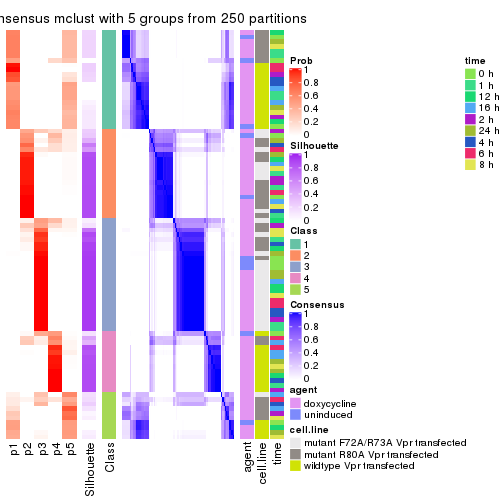 nsensus mclust with 5 groups from 250 partitions
Prob
1
0.8
0.6
0.4
0.2
0
Silhouette
1
0.8
0.6
0.4
0.2
0
Class
1
2
3
4
5
Consensus
1
0.8
0.6
0.4
0.2
0
agent
doxycycline
uninduced
cell.line
mutant F72A/R73A Vpr transfected
mutant R80A Vpr transfected
wildtype Vpr transfected
time
0 h
1 h
12 h
16 h
2 h
24 h
4 h
6 h
8 h
p1
p2
p3
p4
p5
Silhouette
Class
agent
cell.line
time